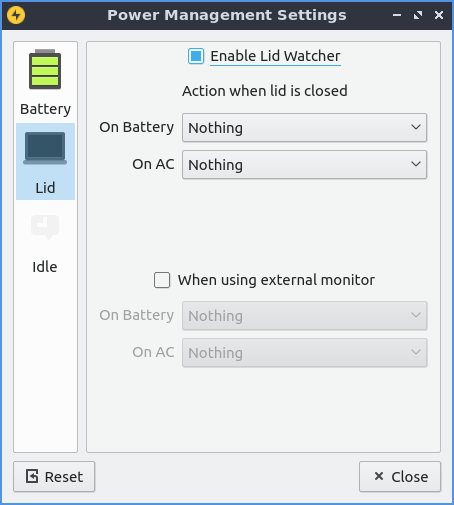 Power Management Settings
Battery
Lid
Idle
Enable Lid Watcher
Action when lid is closed
On Battery Nothing
On AC Nothing
When using external monitor
On Battery Nothing
On AC Nothing
Reset
Close